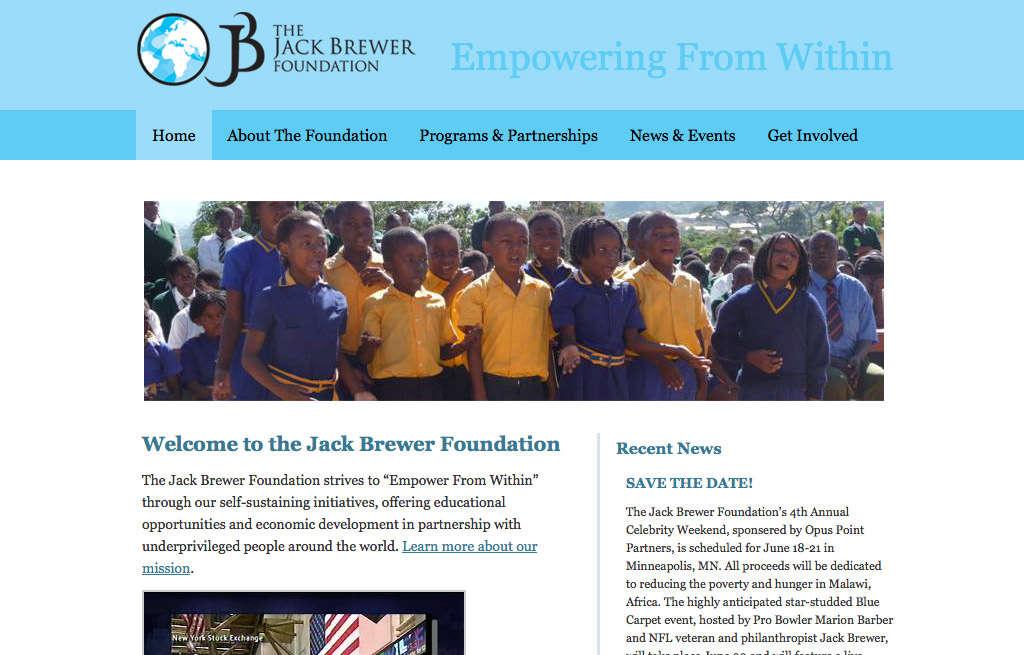 THE
JACK BREWER
FOUNDATION
Empowering From Within
Home About The Foundation Programs & Partnerships News & Events Get Involved
Welcome to the Jack Brewer Foundation
The Jack Brewer Foundation strives to “Empower From Within”
through our self-sustaining initiatives, offering educational
opportunities and economic development in partnership with
underprivileged people around the world. Learn more about our
mission.
New York Stock Exchange
Recent News
SAVE THE DATE!
The Jack Brewer Foundation’s 4th Annual
Celebrity Weekend, sponsered by Opus Point
Partners, is scheduled for June 18-21 in
Minneapolis, MN. All proceeds will be dedicated
to reducing the poverty and hunger in Malawi,
Africa. The highly anticipated star-studded Blue
Carpet event, hosted by Pro Bowler Marion Barber
and NFL veteran and philanthropist Jack Brewer,